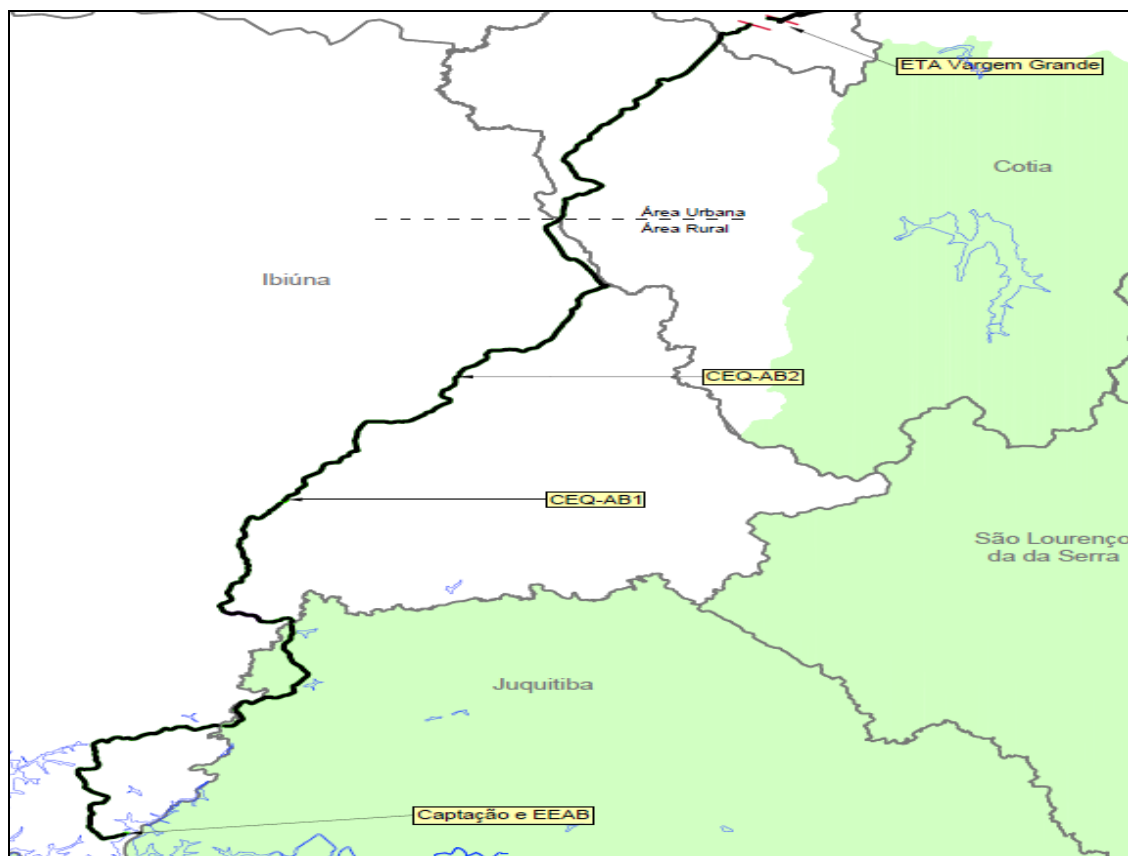 ETA Vargem Grande
Cotia
Área Urbana
Área Rural
Ibiúna
CEQ-AB2
CEQ-AB1
São Lourenço
da da Serra
Juquitiba
Captação e EEAB